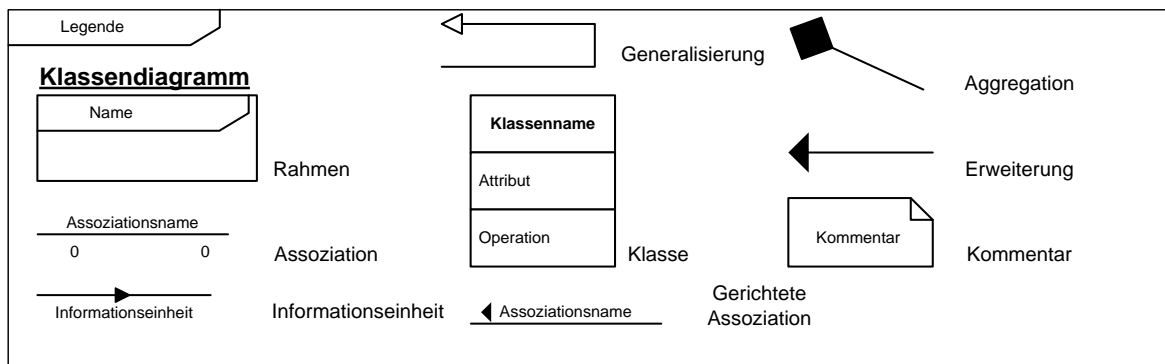 Legende
Klassendiagramm
Name
Rahmen
Assoziationsname
0 0
Assoziation
Informationseinheit
Informationseinheit
Generalisierung
Klassenname
Attribut
Operation
Klasse
Assoziationsname
Gerichtete
Assoziation
Aggregation
Erweiterung
Kommentar
Kommentar